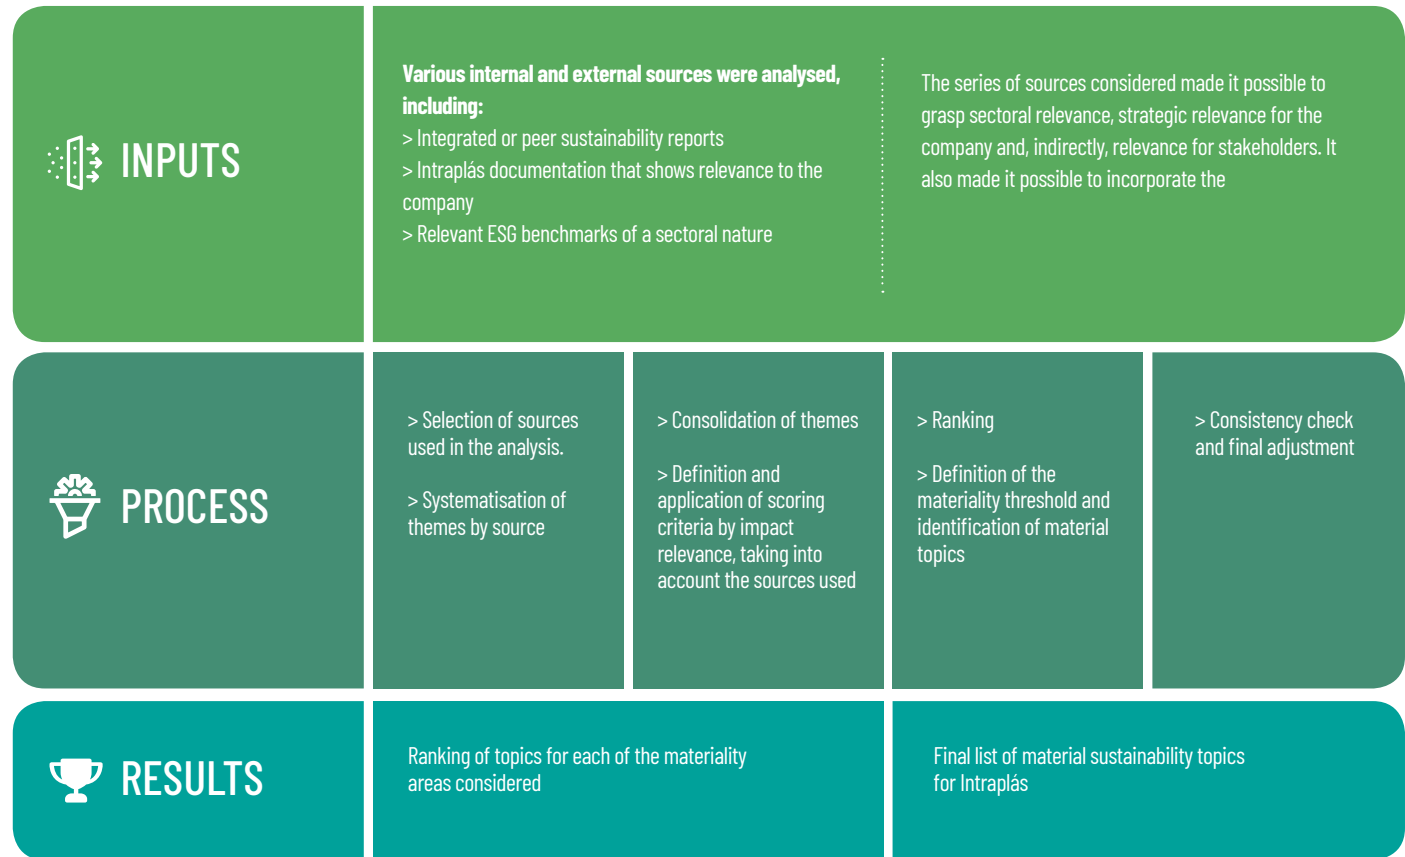 INPUTS
Various internal and external sources were analysed,
including:
> Integrated or peer sustainability reports
> Intraplás documentation that shows relevance to the
company
> Relevant ESG benchmarks of a sectoral nature
The series of sources considered made it possible to
grasp sectoral relevance, strategic relevance for the
company and, indirectly, relevance for stakeholders. It
also made it possible to incorporate the
PROCESS
> Selection of sources
used in the analysis.
> Systematisation of
themes by source
> Consolidation of themes
> Definition and
application of scoring
criteria by impact
relevance, taking into
account the sources used
> Ranking
> Definition of the
materiality threshold and
identification of material
topics
> Consistency check
and final adjustment
RESULTS
Ranking of topics for each of the materiality
areas considered
Final list of material sustainability topics
for Intraplás